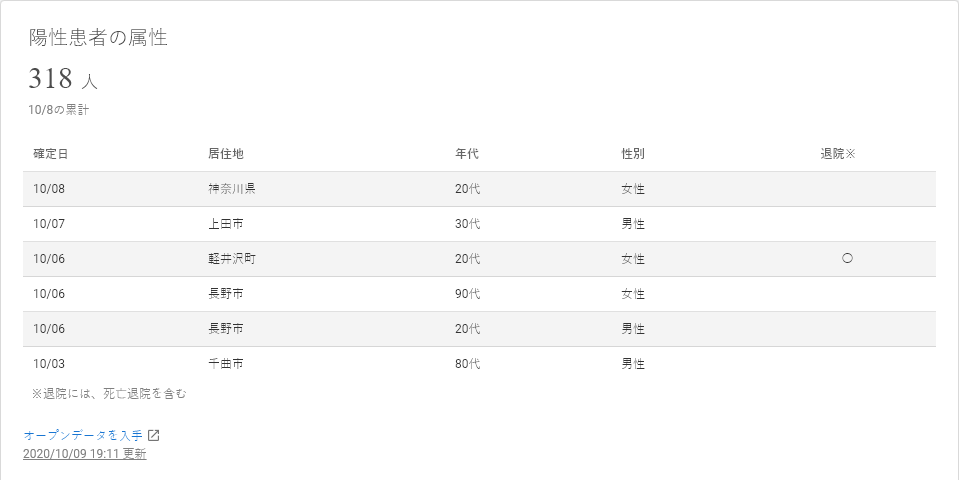 陽性患者の属性
318 人
10/8の累計
確定日 居住地 年代 性別 退院※
10/08 神奈川県 20代 女性
10/07 上田市 30代 男性
10/06 軽井沢町 20代 女性 〇
10/06 長野市 90代 女性
10/06 長野市 20代 男性
10/03 千曲市 80代 男性
※退院には、死亡退院を含む
オープンデータを入手
2020/10/09 19:11 更新